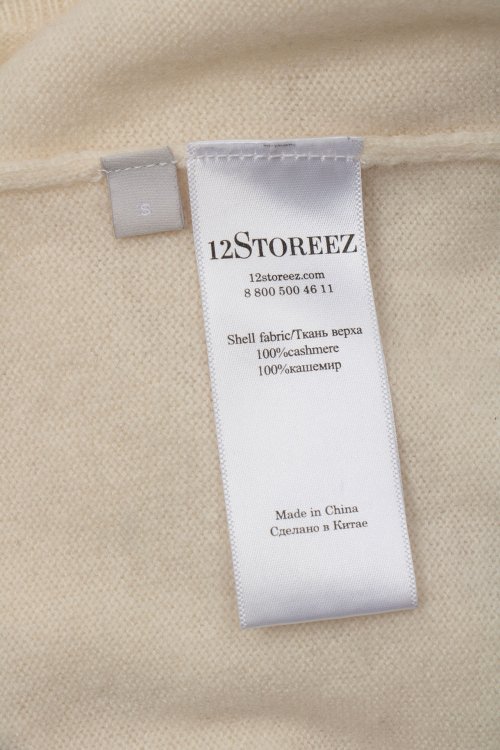 S
12STOREEZ
12storeez.com
8 800 500 46 11
Shell fabric/Ткань верха
100%cashmere
100%кашемир
Made in China
Сделано в Китае